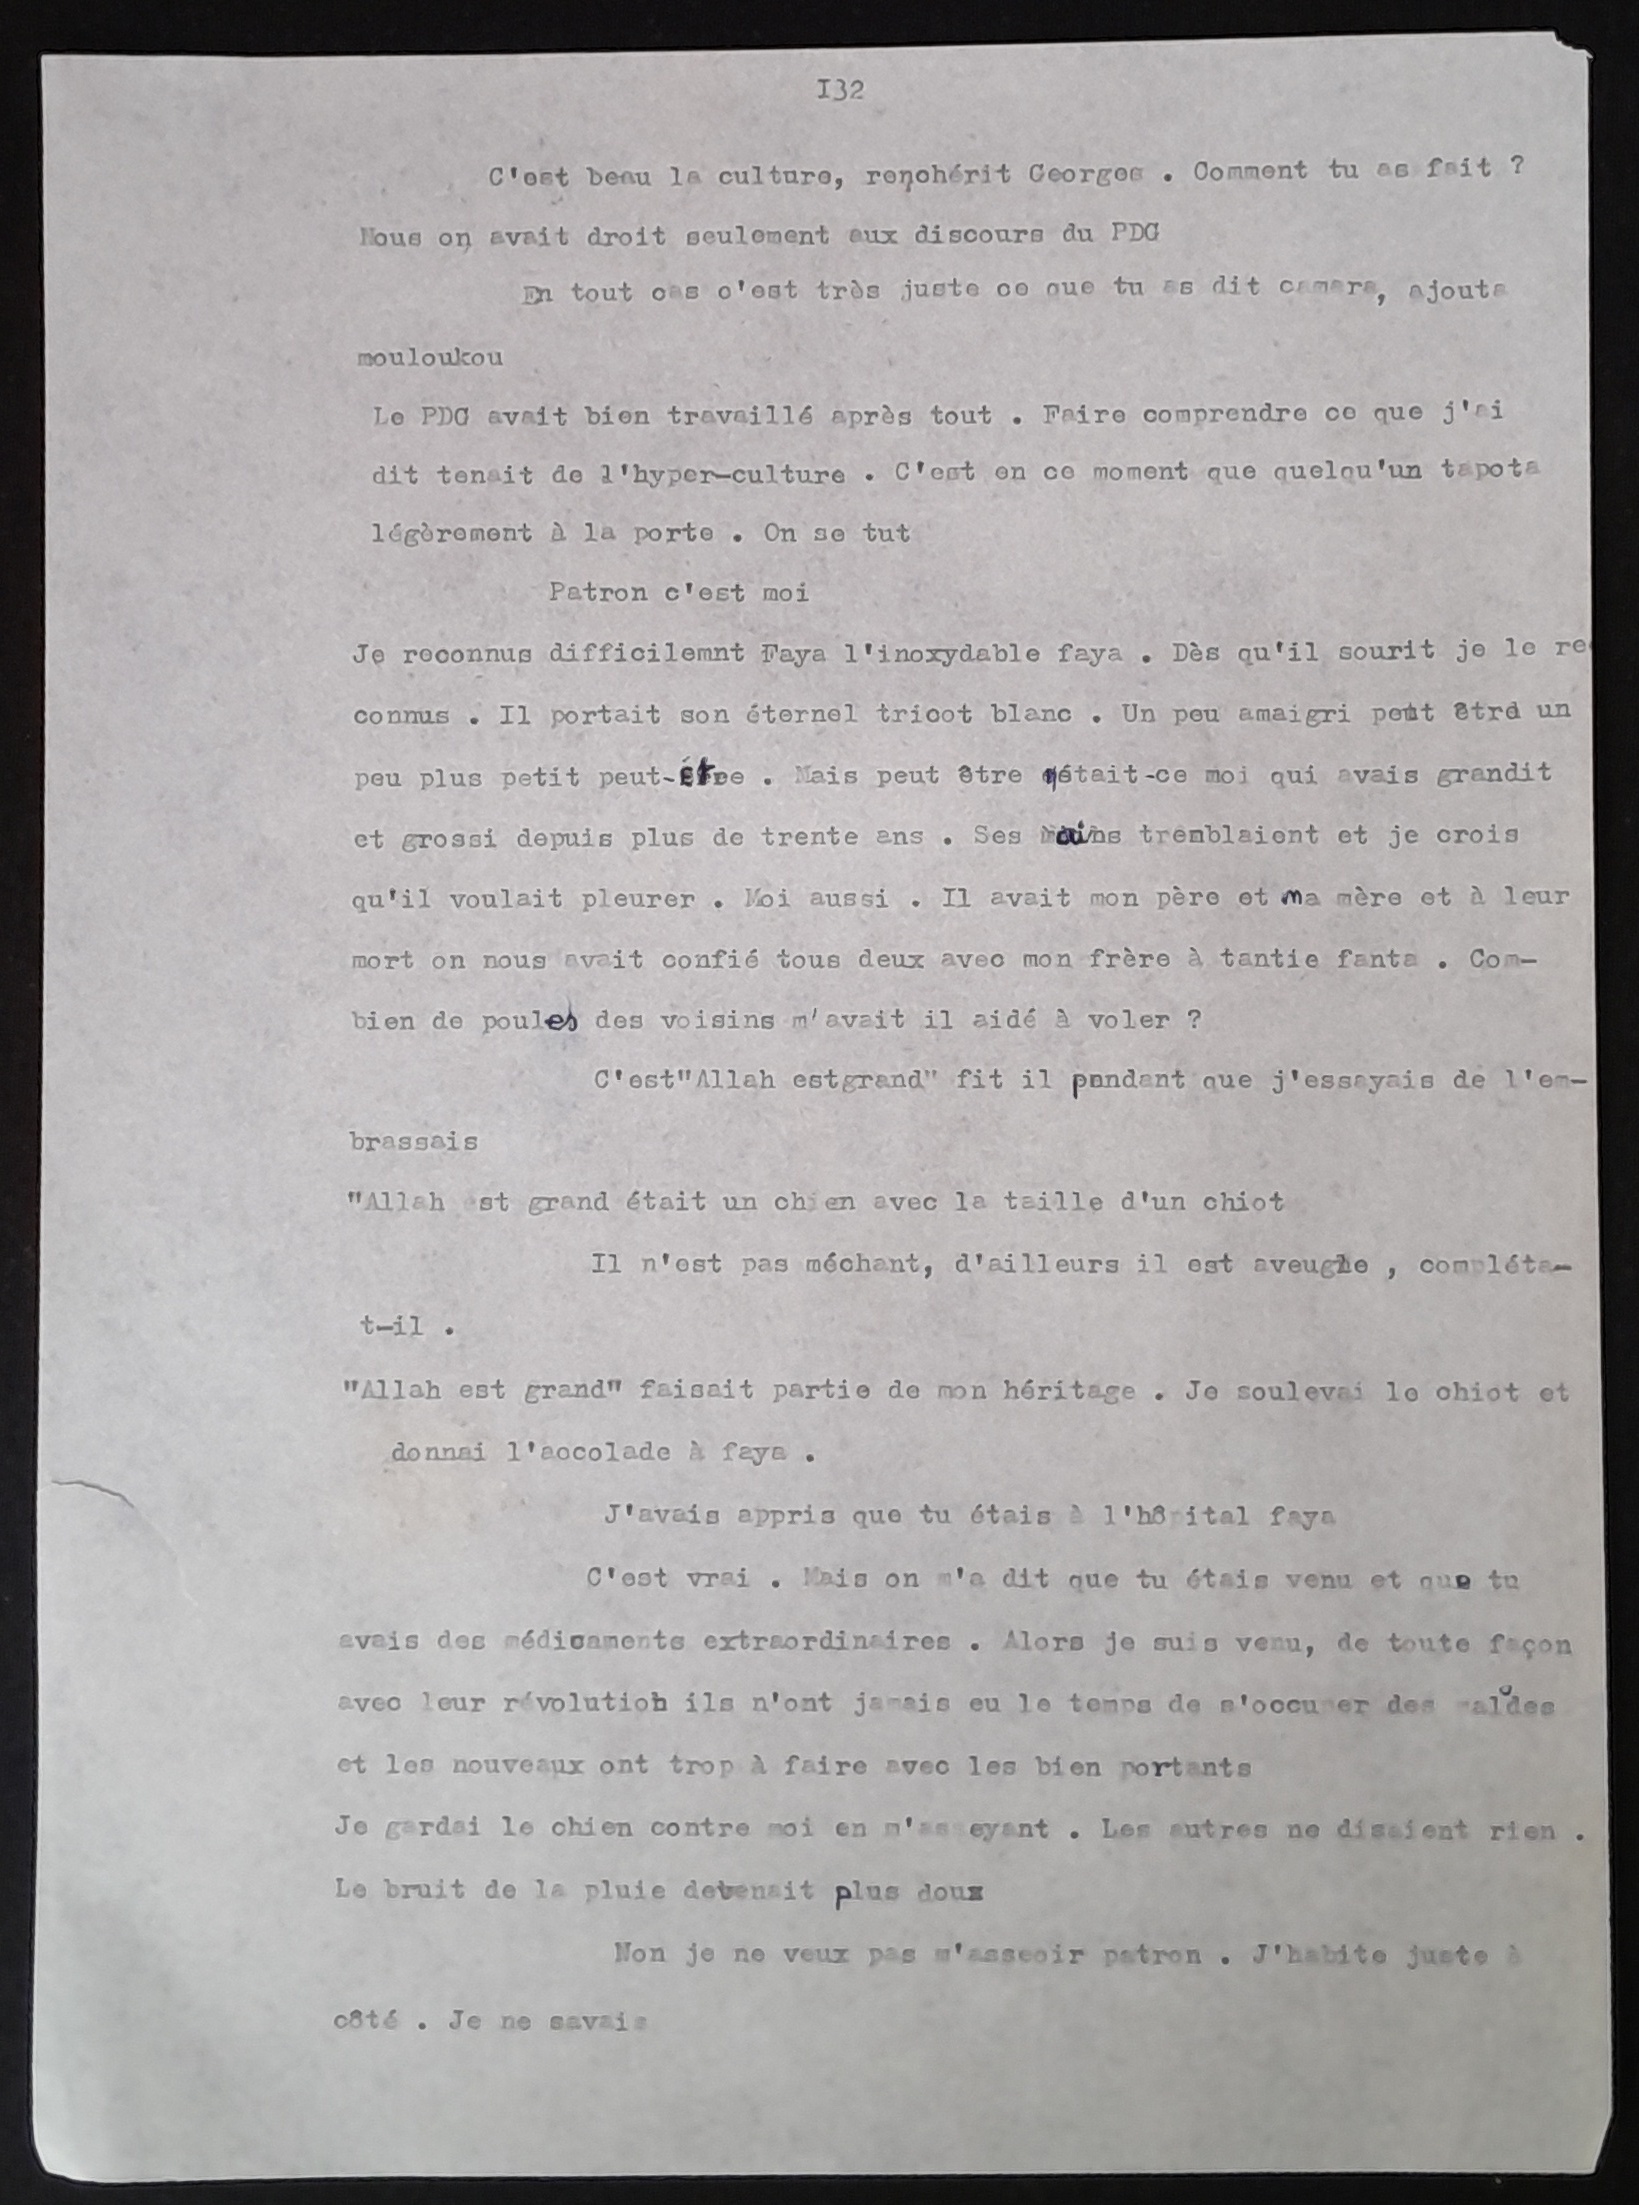 I32
C'est beau la culture, renchérit Georges . Comment tu as fait ?
Nous on avait droit seulement aux discours du PDG
En tout cas c'est très juste ce que tu as dit camara, ajouta
mouloukou
Le PDG avait bien travaillé après tout . Faire comprendre ce que j'ai
dit tenait de l'hyper-culture . C'est en ce moment que quelqu'un tapota
légèrement à la porte . On se tut
Patron c'est moi
Je reconnus difficilemnt Faya l'inoxydable faya . Dès qu'il sourit je le re
connus . Il portait son éternel tricot blanc . Un peu amaigri peut être un
peu plus petit peut-être . Mais peut être n'était-ce moi qui avais grandit
et grossi depuis plus de trente ans . Ses mains tremblaient et je crois
qu'il voulait pleurer . Moi aussi . Il avait mon père et ma mère et à leur
mort on nous avait confié tous deux avec mon frère à tantie fanta . Com-
bien de poules des voisins m'avait il aidé à voler ?
C'est"Allah estgrand" fit il pendant que j'essayais de l'em-
brassais
"Allah est grand était un chien avec la taille d'un chiot
Il n'est pas méchant, d'ailleurs il est aveugle , compléta-
t-il .
"Allah est grand" faisait partie de mon héritage . Je soulevai le chiot et
donnai l'accolade à faya .
J'avais appris que tu étais à l'hôpital faya
C'est vrai . Mais on m'a dit que tu étais venu et que tu
avais des médicaments extraordinaires . Alors je suis venu, de toute façon
avec leur révolution ils n'ont jamais eu le temps de s'occuper des malades
et les nouveaux ont trop à faire avec les bien portants
Je gardai le chien contre moi en m'asseyant . Les autres ne disaient rien .
Le bruit de la pluie devenait plus doux
Non je ne veux pas m'asseoir patron . J'habite juste à
côté . Je ne savais